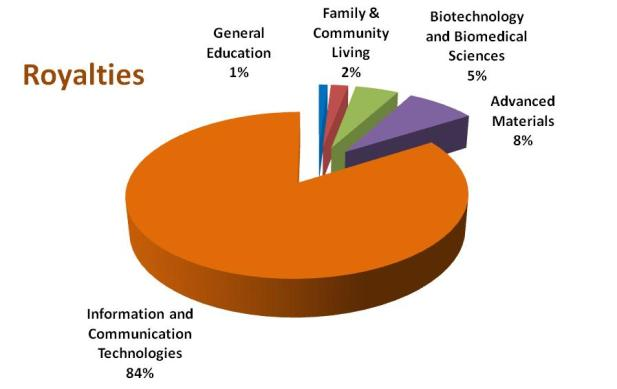 Royalties
General
Education
1%
Family &
Community
Living
2%
Biotechnology
and Biomedical
Sciences
5%
Advanced
Materials
8%
Information and
Communication
Technologies
84%